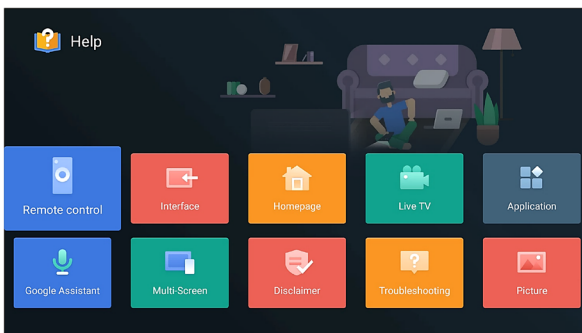 Help
Remote control
Interface
Homepage
Live TV
Application
Google Assistant
Multi-Screen
Disclaimer
Troubleshooting
Picture